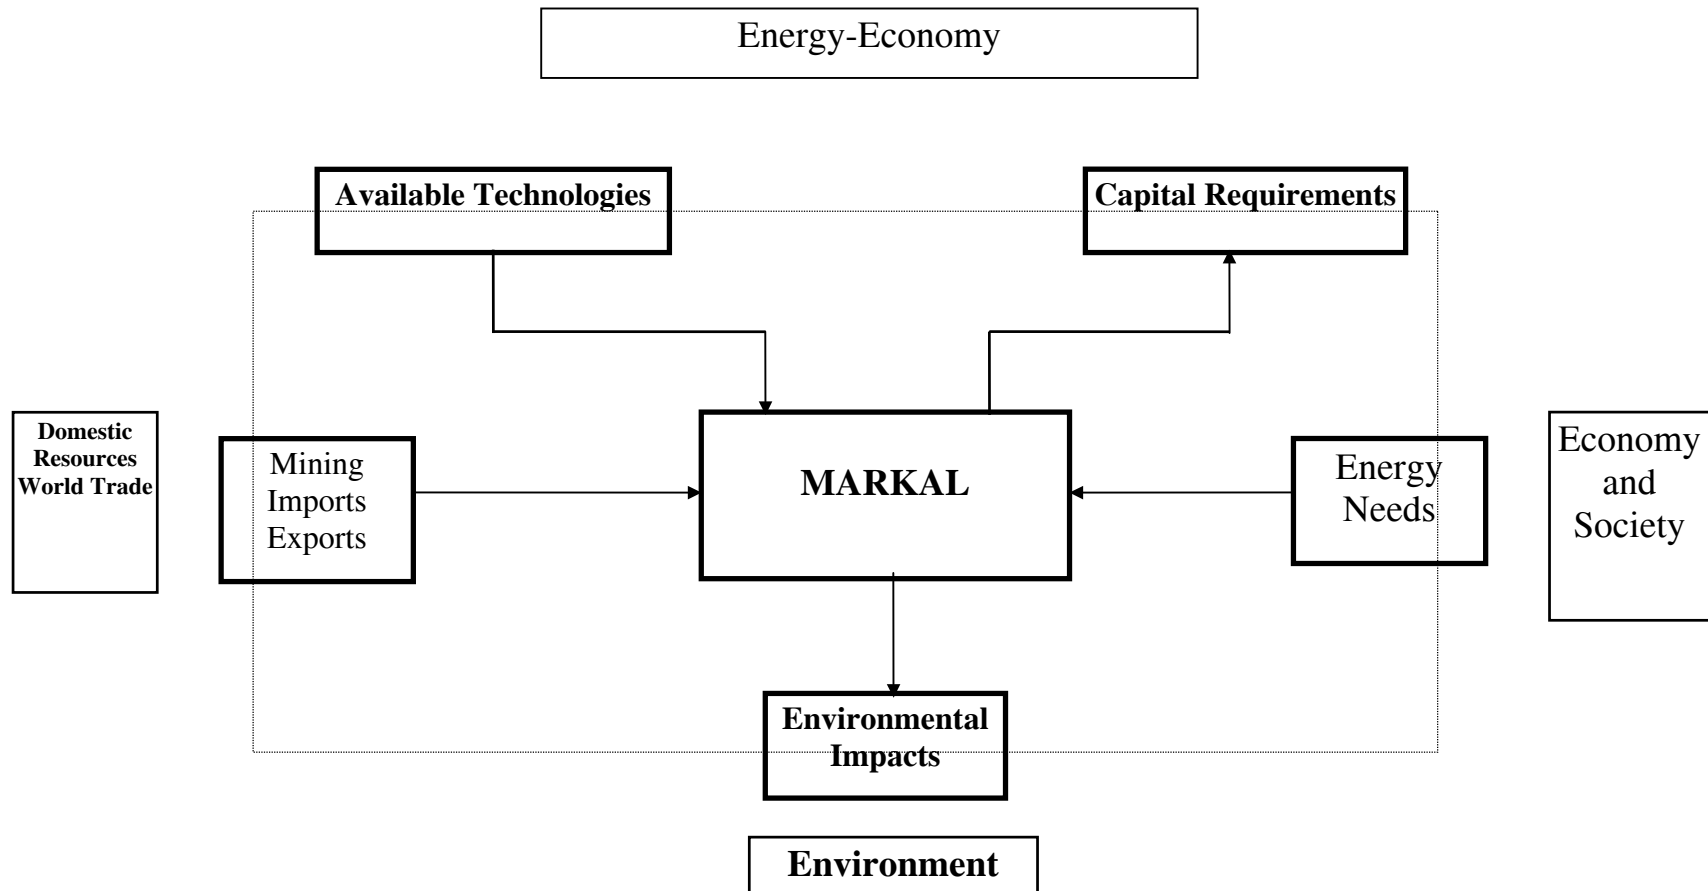 Energy-Economy
Available Technologies
Capital Requirements
Domestic
Resources
World Trade
Mining
Imports
Exports
MARKAL
Energy
Needs
Economy
and
Society
Environmental
Impacts
Environment